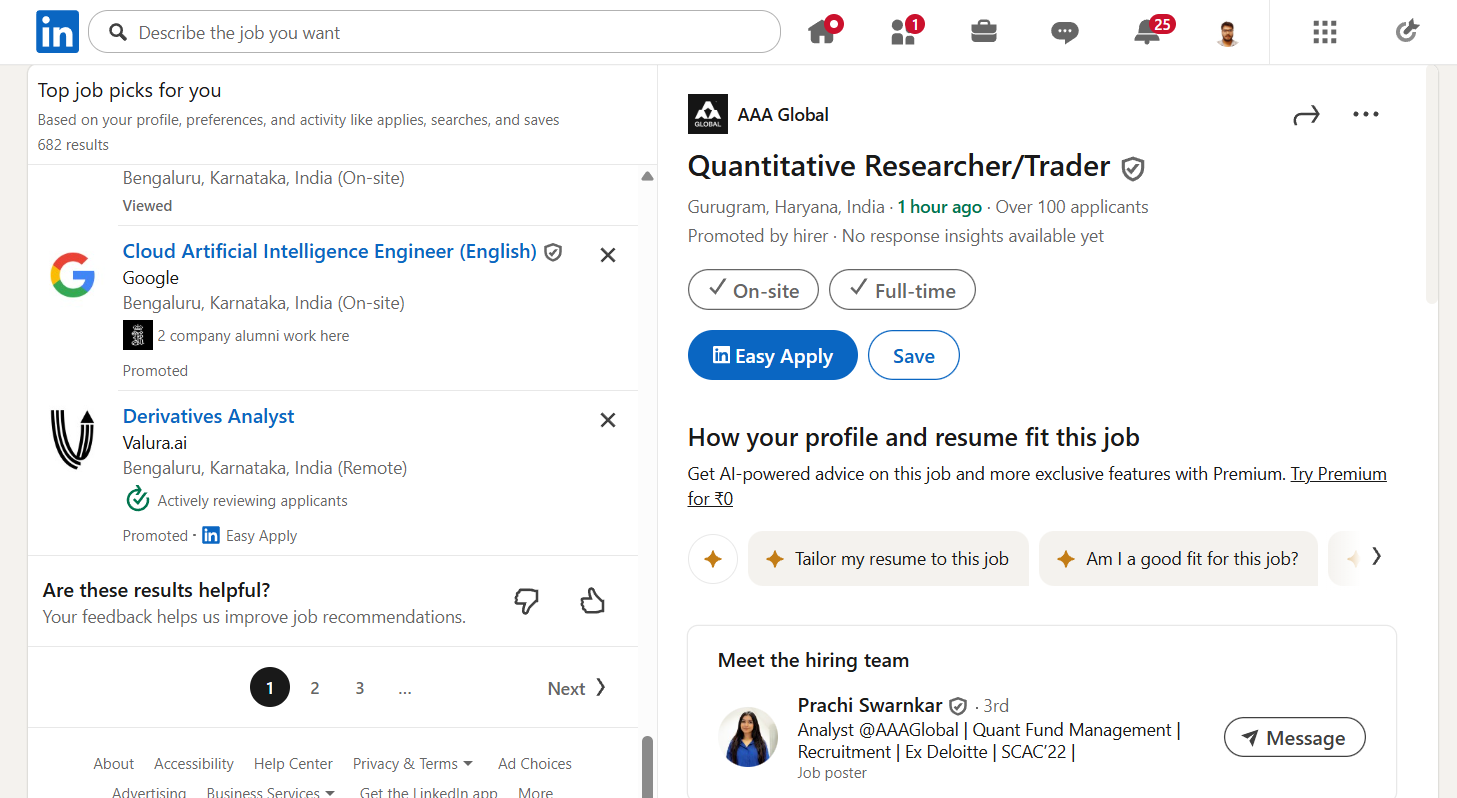 in
Describe the job you want
1
25
Top job picks for you
Based on your profile, preferences, and activity like applies, searches, and saves
682 results
Bengaluru, Karnataka, India (On-site)
Viewed
Cloud Artificial Intelligence Engineer (English)
Google
Bengaluru, Karnataka, India (On-site)
2 company alumni work here
Promoted
Derivatives Analyst
Valura.ai
Bengaluru, Karnataka, India (Remote)
Actively reviewing applicants
Promoted · in Easy Apply
Are these results helpful?
Your feedback helps us improve job recommendations.
1 2 3 ... Next
About Accessibility Help Center Privacy & Terms Ad Choices
Advertising Business Services Get the LinkedIn app More
GLOBAL
AAA Global
Quantitative Researcher/Trader
Gurugram, Haryana, India · 1 hour ago · Over 100 applicants
Promoted by hirer · No response insights available yet
On-site Full-time
in Easy Apply Save
How your profile and resume fit this job
Get AI-powered advice on this job and more exclusive features with Premium. Try Premium
for ₹0
Tailor my resume to this job Am I a good fit for this job?
Meet the hiring team
Prachi Swarnkar · 3rd
Analyst @AAAGlobal | Quant Fund Management |
Recruitment | Ex Deloitte | SCAC’22 |
Job poster
Message